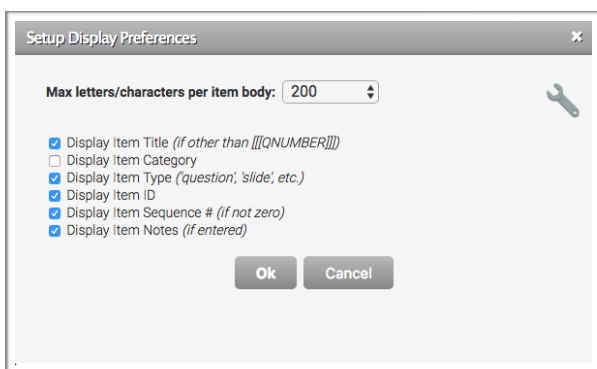 Setup Display Preferences ×
Max letters/characters per item body: 200
Display Item Title (if other than [[[QNUMBER]]])
Display Item Category
Display Item Type ('question', 'slide', etc.)
Display Item ID
Display Item Sequence # (if not zero)
Display Item Notes (if entered)
Ok Cancel